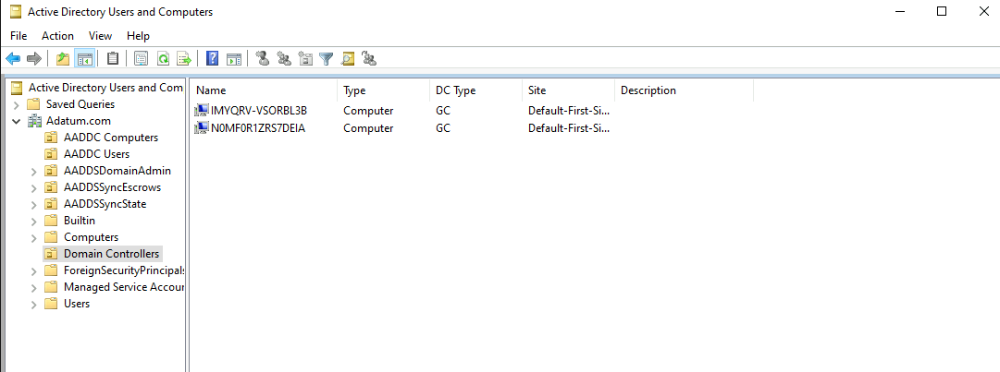 Active Directory Users and Computers
File Action View Help
Active Directory Users and Com
Saved Queries
Adatum.com
AADDC Computers
AADDC Users
AADDSDomainAdmin
AADDSSyncEscrows
AADDSSyncState
Builtin
Computers
Domain Controllers
ForeignSecurityPrincipals
Managed Service Accour
Users
Name Type DC Type Site Description
IMYQRV-VSORBL3B Computer GC Default-First-Si...
N0MF0R1ZRS7DEIA Computer GC Default-First-Si...